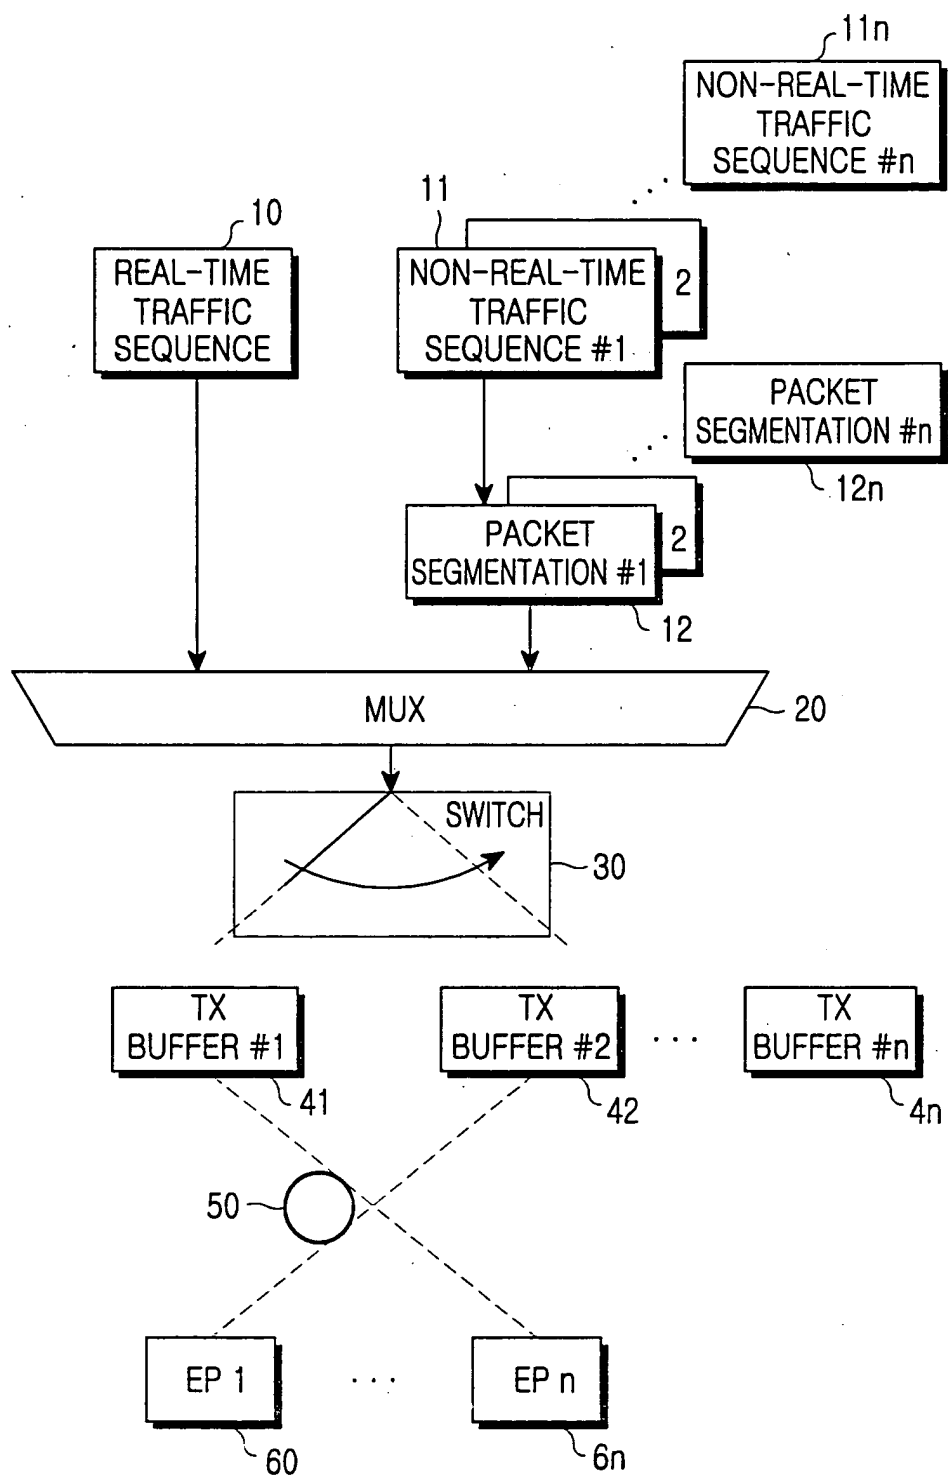 11n
NON-REAL-TIME
TRAFFIC
SEQUENCE #n
10
REAL-TIME
TRAFFIC
SEQUENCE
11
NON-REAL-TIME
TRAFFIC
SEQUENCE #1
2
PACKET
SEGMENTATION #n
12n
PACKET
SEGMENTATION #1
2
12
MUX
20
SWITCH
30
TX
BUFFER #1
41
TX
BUFFER #2
42
. . .
TX
BUFFER #n
4n
50
EP 1
60
. . .
EP n
6n